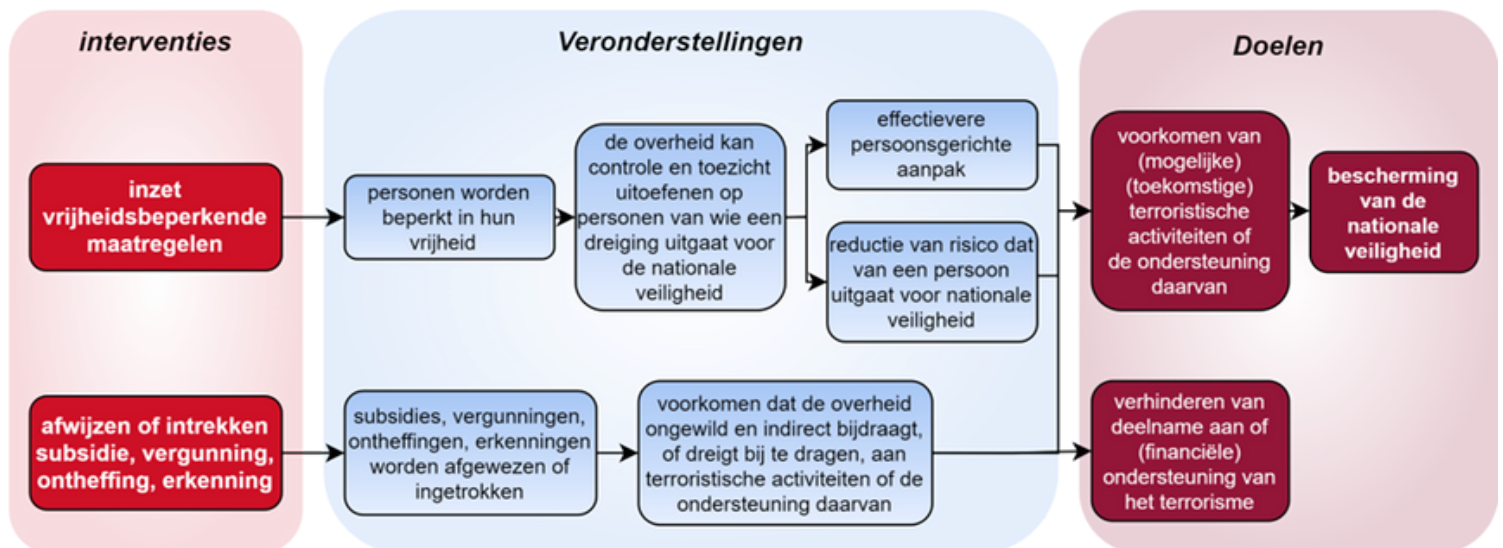 interventies
Veronderstellingen
Doelen
inzet
vrijheidsbeperkende
maatregelen
personen worden
beperkt in hun
vrijheid
de overheid kan
controle en toezicht
uitoefenen op
personen van wie een
dreiging uitgaat voor
de nationale
veiligheid
effectievere
persoonsgerichte
aanpak
reductie van risico dat
van een persoon
uitgaat voor nationale
veiligheid
voorkomen van
(mogelijke)
(toekomstige)
terroristische
activiteiten of
de ondersteuning
daarvan
bescherming
van de
nationale
veiligheid
afwijzen of intrekken
subsidie, vergunning,
ontheffing, erkenning
subsidies, vergunningen,
ontheffingen, erkenningen
worden afgewezen of
ingetrokken
voorkomen dat de overheid
ongewild en indirect bijdraagt,
of dreigt bij te dragen, aan
terroristische activiteiten of de
ondersteuning daarvan
verhinderen van
deelname aan of
(financiële)
ondersteuning van
het terrorisme